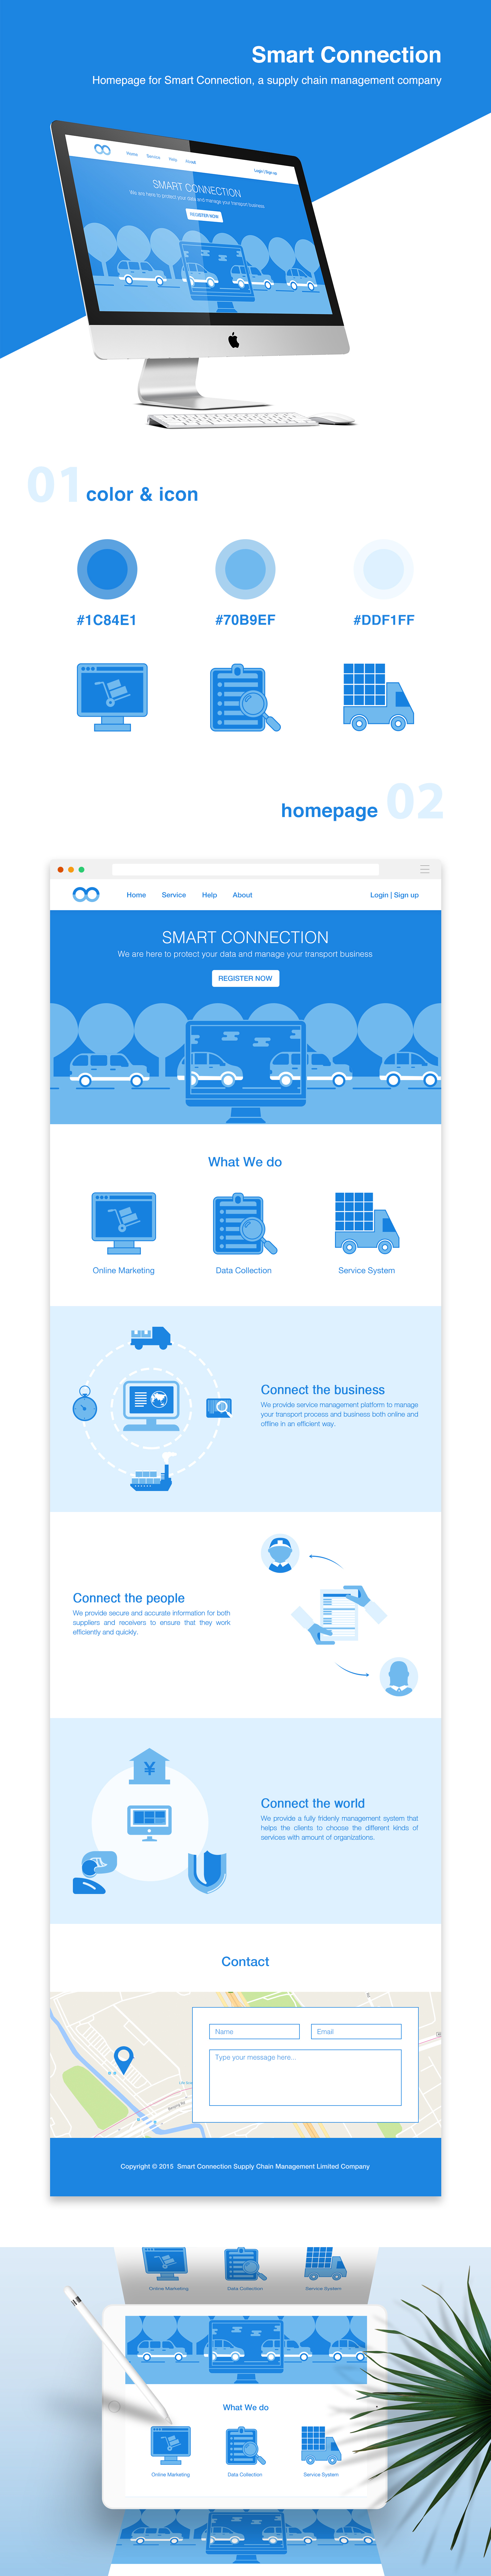 Smart Connection
Homepage for Smart Connection, a supply chain management company
Home Service Help About
Login | Sign up
SMART CONNECTION
We are here to protect your data and manage your transport business
REGISTER NOW
01 color & icon
#1C84E1 #70B9EF #DDF1FF
homepage 02
Home Service Help About Login | Sign up
SMART CONNECTION
We are here to protect your data and manage your transport business
REGISTER NOW
What We do
Online Marketing Data Collection Service System
Connect the business
We provide service management platform to manage
your transport process and business both online and
offline in an efficient way.
Connect the people
We provide secure and accurate information for both
suppliers and receivers to ensure that they work
efficiently and quickly.
¥
Connect the world
We provide a fully fridenly management system that
helps the clients to choose the different kinds of
services with amount of organizations.
Contact
Name Email
Type your message here...
Copyright © 2015 Smart Connection Supply Chain Management Limited Company
Online Marketing Data Collection Service System
What We do
Online Marketing Data Collection Service System